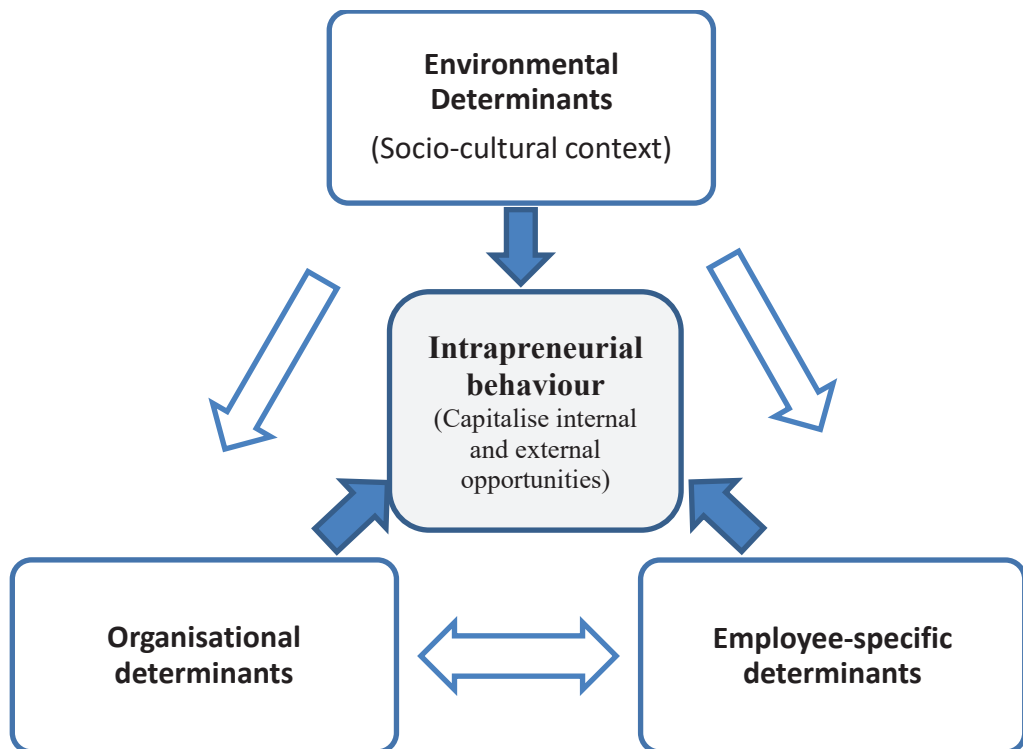 Environmental
Determinants
(Socio-cultural context)
Intrapreneurial
behaviour
(Capitalise internal
and external
opportunities)
Organisational
determinants
Employee-specific
determinants